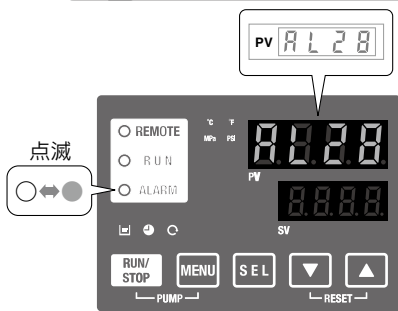 PV AL28
REMOTE
°C °F
MPa PSI
AL28
点滅
RUN
PV
ALARM
8.8.8.8.
SV
RUN/
STOP
MENU
SEL
PUMP
RESET